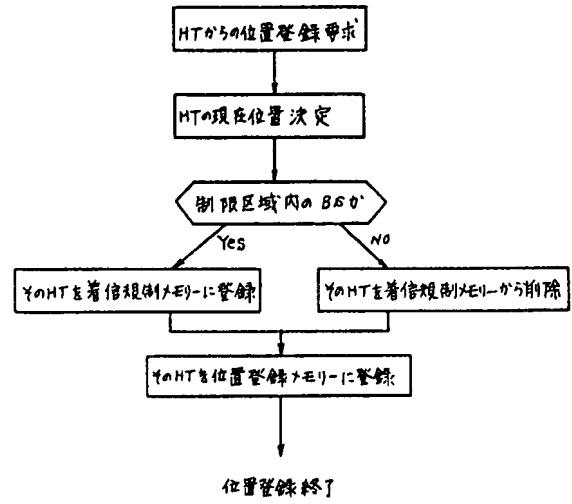 HTからの位置登録要求
HTの現在位置決定
制限区域内のBSか
Yes
NO
そのHTを着信規制メモリーに登録
そのHTを着信規制メモリーから削除
そのHTを位置登録メモリーに登録
位置登録終了